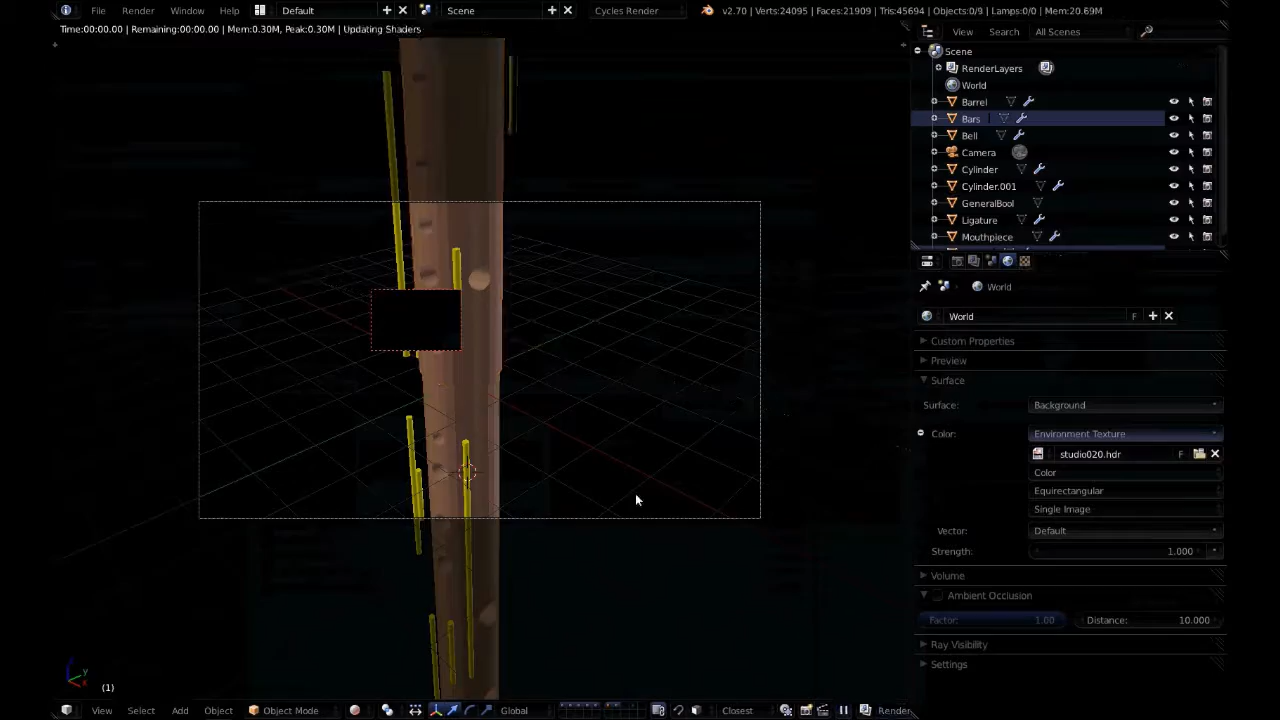 File Render Window Help Default Scene Cycles Render v2.70 | Verts:24095 | Faces:21909 | Tris:45694 | Objects:0/9 | Lamps:0/0 | Mem:20.69M
Time:00:00.00 | Remaining:00:00.00 | Mem:0.30M, Peak:0.30M | Updating Shaders
View Search All Scenes
Scene
RenderLayers
World
Barrel
Bars
Bell
Camera
Cylinder
Cylinder.001
GeneralBool
Ligature
Mouthpiece
World
World F
Custom Properties
Preview
Surface
Surface: Background
Color: Environment Texture
studio020.hdr F
Color
Equirectangular
Single Image
Vector: Default
Strength: 1.000
Volume
Ambient Occlusion
Factor: 1.00 Distance: 10.000
Ray Visibility
Settings
y
x
(1)
View Select Add Object Object Mode Global Closest Render